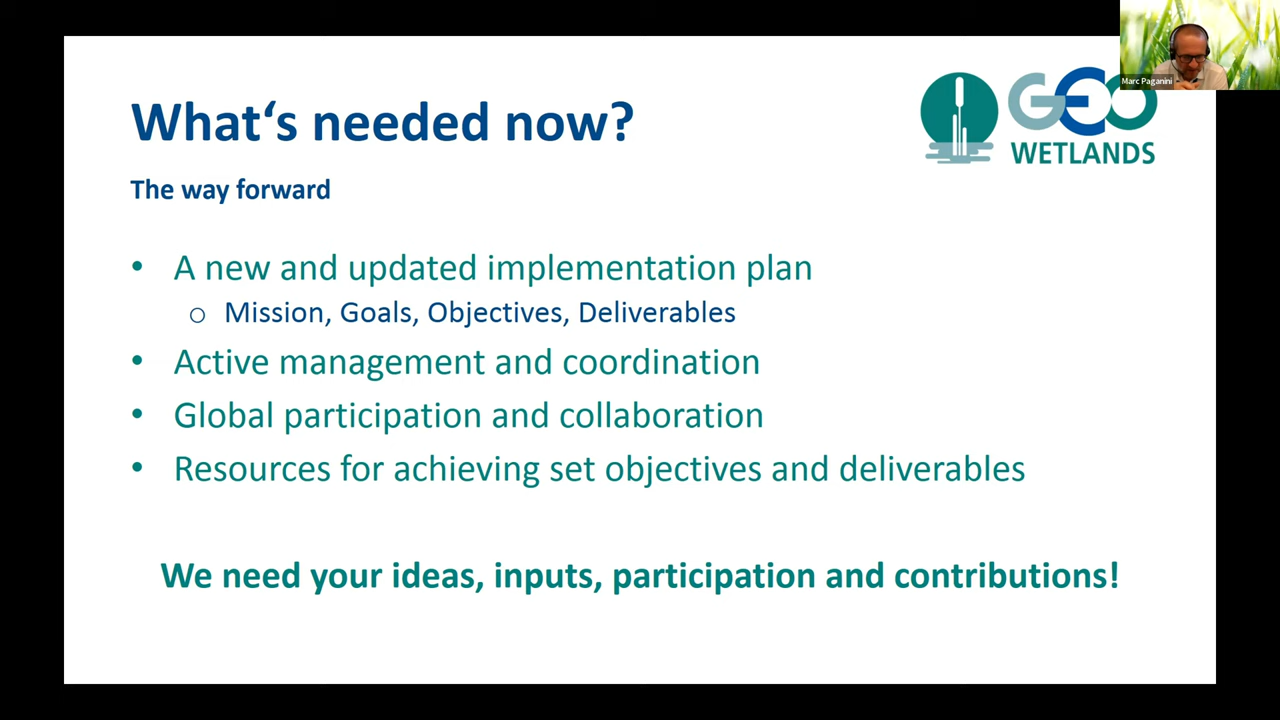 Marc Paganini
GEO
WETLANDS
What‘s needed now?
The way forward
• A new and updated implementation plan
o Mission, Goals, Objectives, Deliverables
• Active management and coordination
• Global participation and collaboration
• Resources for achieving set objectives and deliverables
We need your ideas, inputs, participation and contributions!